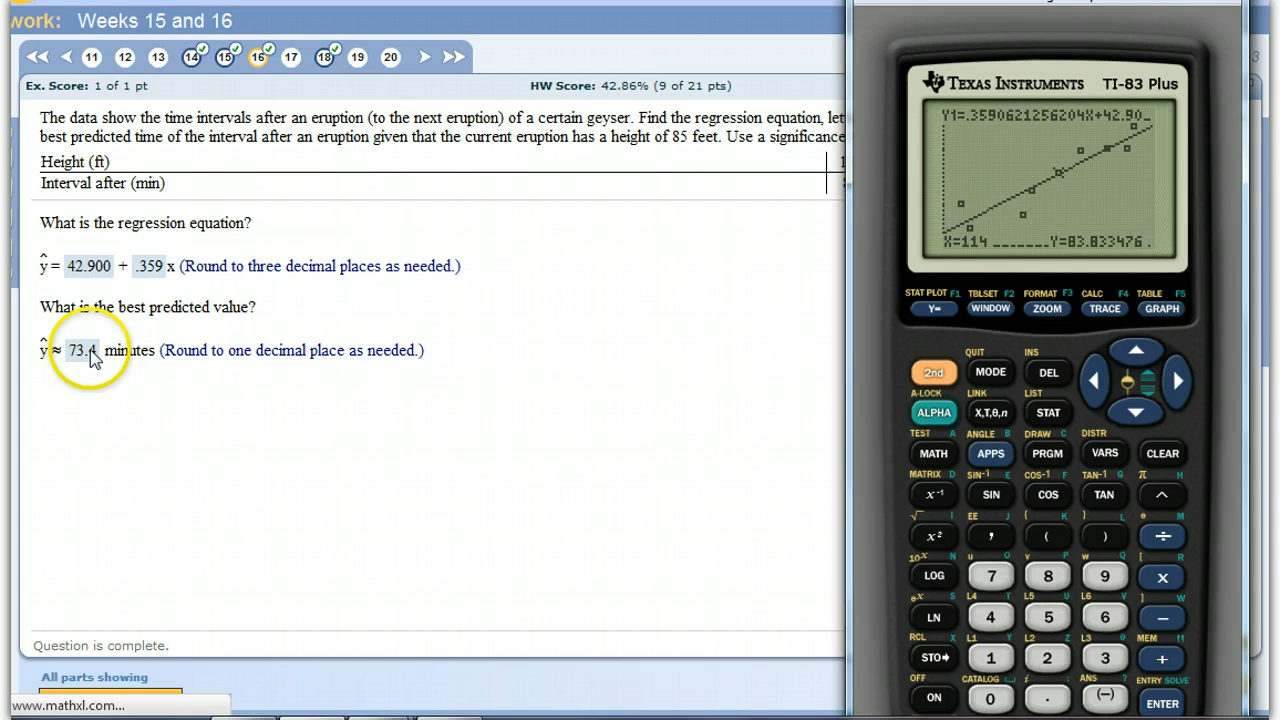 work: Weeks 15 and 16
11 12 13 14 15 16 17 18 19 20
Ex. Score: 1 of 1 pt HW Score: 42.86% (9 of 21 pts)
The data show the time intervals after an eruption (to the next eruption) of a certain geyser. Find the regression equation, let
best predicted time of the interval after an eruption given that the current eruption has a height of 85 feet. Use a significance
Height (ft)
Interval after (min)
What is the regression equation?
ŷ = 42.900 + .359 x (Round to three decimal places as needed.)
What is the best predicted value?
ŷ ≈ 73.4 minutes (Round to one decimal place as needed.)
Question is complete.
All parts showing
www.mathxl.com...
TEXAS INSTRUMENTS TI-83 Plus
Y1=.3590621256204X+42.90_
X=114 Y=83.833476
STAT PLOT F1 TBLSET F2 FORMAT F3 CALC F4 TABLE F5
Y= WINDOW ZOOM TRACE GRAPH
QUIT INS
2nd MODE DEL
A-LOCK LINK LIST
ALPHA X,T,θ,n STAT
TEST A ANGLE B DRAW C DISTR
MATH APPS PRGM VARS CLEAR
MATRIX D SIN⁻¹ E COS⁻¹ F TAN⁻¹ G π H
x⁻¹ SIN COS TAN ^
√ I EE J { K } L e M
x² , ( ) ÷
10ˣ N u O v P w Q [ R
LOG 7 8 9 x
eˣ S L4 T L5 U L6 V ] W
LN 4 5 6 −
RCL X L1 Y L2 Z L3 θ MEM "
STO➔ 1 2 3 +
OFF CATALOG ⎵ i : ANS ? ENTRY SOLVE
ON 0 . (−) ENTER